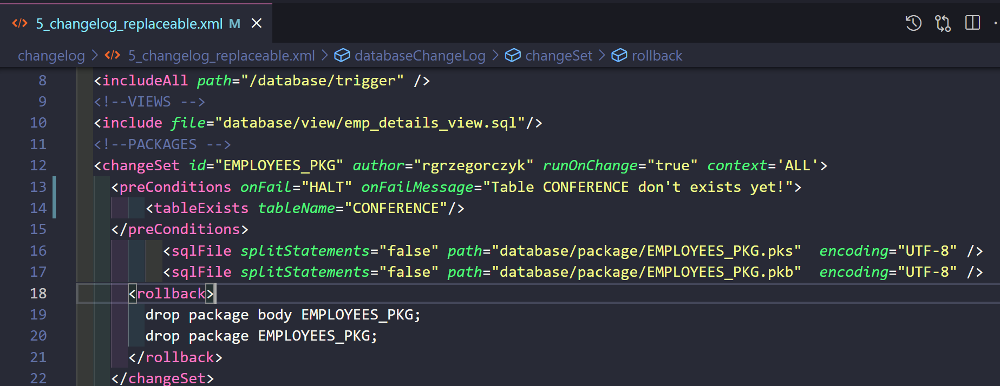 5_changelog_replaceable.xml M
changelog > 5_changelog_replaceable.xml > databaseChangeLog > changeSet > rollback
8 <includeAll path="/database/trigger" />
9 <!--VIEWS -->
10 <include file="database/view/emp_details_view.sql"/>
11 <!--PACKAGES -->
12 <changeSet id="EMPLOYEES_PKG" author="rgrzegorczyk" runOnChange="true" context='ALL'>
13 <preConditions onFail="HALT" onFailMessage="Table CONFERENCE don't exists yet!">
14 <tableExists tableName="CONFERENCE"/>
15 </preConditions>
16 <sqlFile splitStatements="false" path="database/package/EMPLOYEES_PKG.pks" encoding="UTF-8" />
17 <sqlFile splitStatements="false" path="database/package/EMPLOYEES_PKG.pkb" encoding="UTF-8" />
18 <rollback>
19 drop package body EMPLOYEES_PKG;
20 drop package EMPLOYEES_PKG;
21 </rollback>
22 </changeSet>